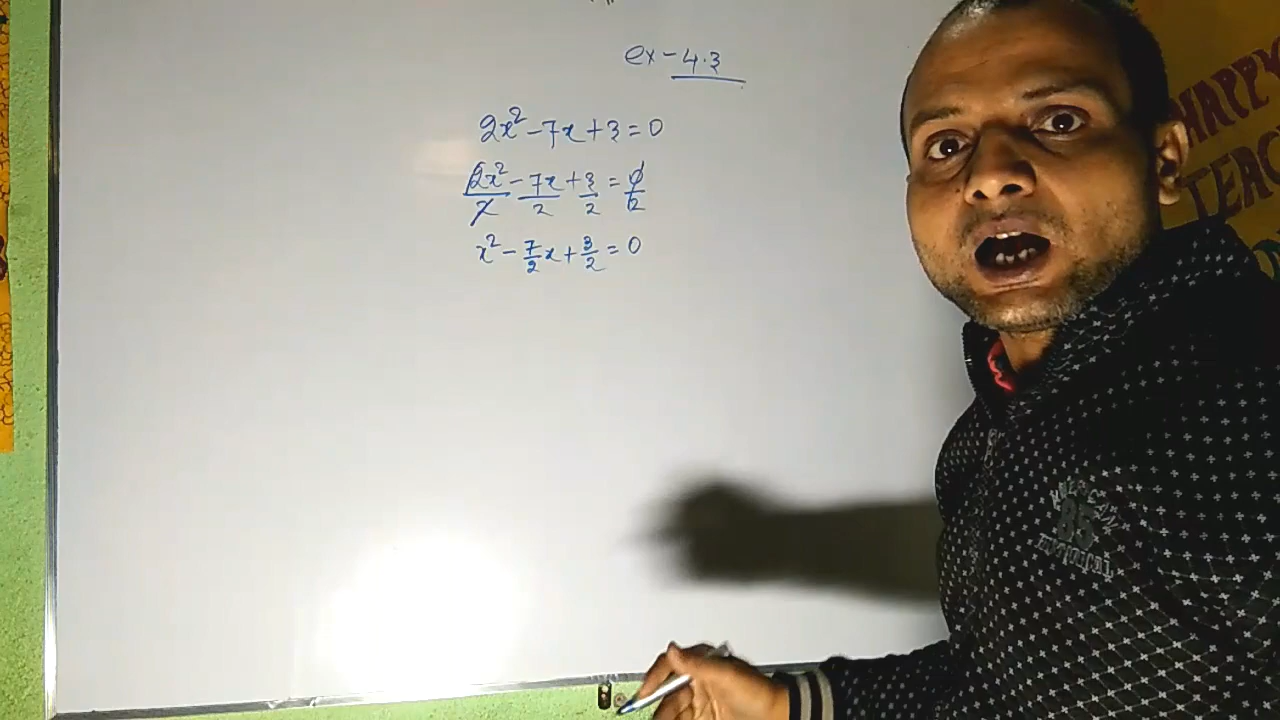 ex - 4.3
2x² - 7x + 3 = 0
2x²/2 - 7x/2 + 3/2 = 0/2
x² - 7/2 x + 3/2 = 0
HAPPY